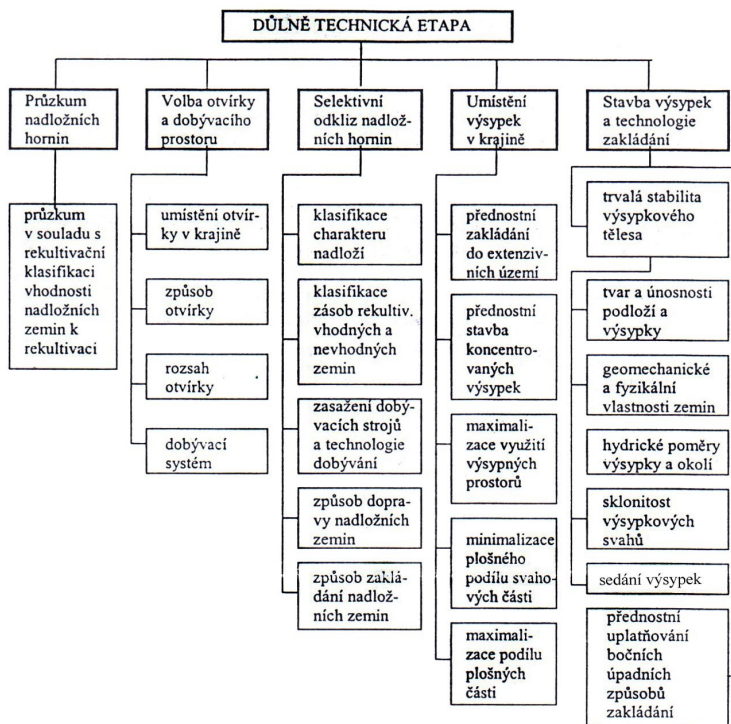 DŮLNĚ TECHNICKÁ ETAPA
Průzkum
nadložních
hornin
průzkum
v souladu s
rekultivační
klasifikaci
vhodnosti
nadložních
zemin k
rekultivaci
Volba otvírky
a dobývacího
prostoru
umístění otvír-
ky v krajině
způsob
otvírky
rozsah
otvírky
dobývací
systém
Selektivní
odkliz nadlož-
ních hornin
klasifikace
charakteru
nadloží
klasifikace
zásob rekultiv.
vhodných a
nevhodných
zemin
zasažení dobý-
vacích strojů
a technologie
dobývání
způsob dopra-
vy nadložních
zemin
způsob zaklá-
dání nadlož-
ních zemin
Umístění
výsypek
v krajině
přednostní
zakládání
do extenziv-
ních území
přednostní
stavba
koncentro-
vaných
výsypek
maximali-
zace využití
výsypných
prostorů
minimalizace
plošného
podílu svaho-
vých části
maximali-
zace podílu
plošných
části
Stavba výsypek
a technologie
zakládání
trvalá stabilita
výsypkového
tělesa
tvar a únosnosti
podloží a
výsypky
geomechanické
a fyzikální
vlastnosti zemin
hydrické poměry
výsypky a okolí
sklonitost
výsypkových
svahů
sedání výsypek
přednostní
uplatňování
bočních
úpadních
způsobů
zakládání